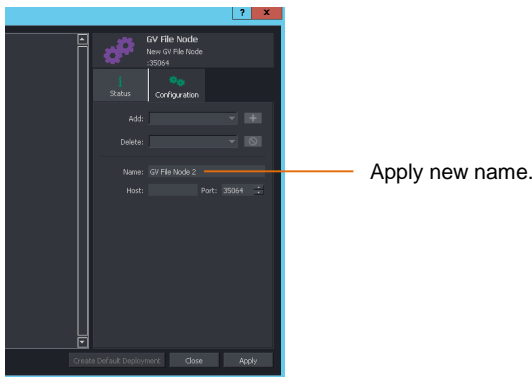 ? x
GV File Node
New GV File Node
:35064
i
Status Configuration
Add: +
Delete:
Name: GV File Node 2
Apply new name.
Host: Port: 35064
Create Default Deployment Close Apply